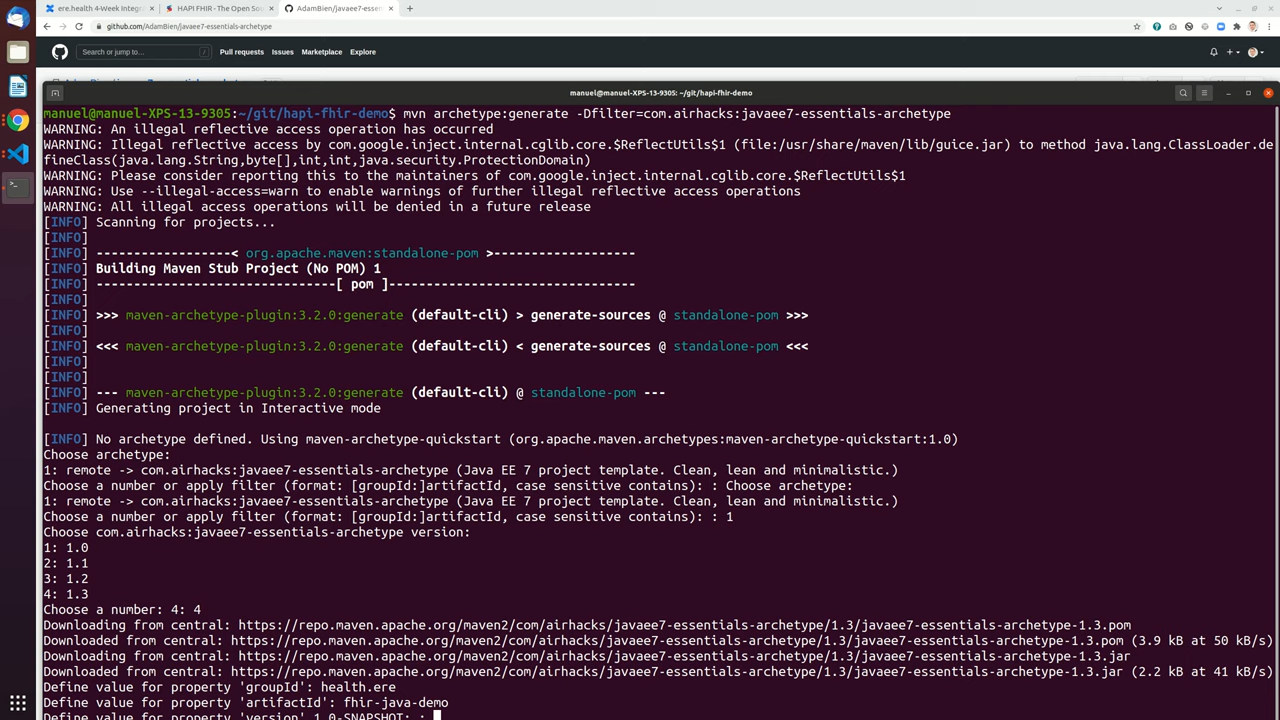 ere.health 4-Week Integr
HAPI FHIR - The Open Sou
AdamBien/javaee7-essenti
github.com/AdamBien/javaee7-essentials-archetype
Search or jump to...
/
Pull requests
Issues
Marketplace
Explore
manuel@manuel-XPS-13-9305: ~/git/hapi-fhir-demo
manuel@manuel-XPS-13-9305:~/git/hapi-fhir-demo$ mvn archetype:generate -Dfilter=com.airhacks:javaee7-essentials-archetype
WARNING: An illegal reflective access operation has occurred
WARNING: Illegal reflective access by com.google.inject.internal.cglib.core.$ReflectUtils$1 (file:/usr/share/maven/lib/guice.jar) to method java.lang.ClassLoader.de
fineClass(java.lang.String,byte[],int,int,java.security.ProtectionDomain)
WARNING: Please consider reporting this to the maintainers of com.google.inject.internal.cglib.core.$ReflectUtils$1
WARNING: Use --illegal-access=warn to enable warnings of further illegal reflective access operations
WARNING: All illegal access operations will be denied in a future release
[INFO] Scanning for projects...
[INFO]
[INFO] ------------------< org.apache.maven:standalone-pom >-------------------
[INFO] Building Maven Stub Project (No POM) 1
[INFO] --------------------------------[ pom ]---------------------------------
[INFO]
[INFO] >>> maven-archetype-plugin:3.2.0:generate (default-cli) > generate-sources @ standalone-pom >>>
[INFO]
[INFO] <<< maven-archetype-plugin:3.2.0:generate (default-cli) < generate-sources @ standalone-pom <<<
[INFO]
[INFO]
[INFO] --- maven-archetype-plugin:3.2.0:generate (default-cli) @ standalone-pom ---
[INFO] Generating project in Interactive mode
[INFO] No archetype defined. Using maven-archetype-quickstart (org.apache.maven.archetypes:maven-archetype-quickstart:1.0)
Choose archetype:
1: remote -> com.airhacks:javaee7-essentials-archetype (Java EE 7 project template. Clean, lean and minimalistic.)
Choose a number or apply filter (format: [groupId:]artifactId, case sensitive contains): : Choose archetype:
1: remote -> com.airhacks:javaee7-essentials-archetype (Java EE 7 project template. Clean, lean and minimalistic.)
Choose a number or apply filter (format: [groupId:]artifactId, case sensitive contains): : 1
Choose com.airhacks:javaee7-essentials-archetype version:
1: 1.0
2: 1.1
3: 1.2
4: 1.3
Choose a number: 4: 4
Downloading from central: https://repo.maven.apache.org/maven2/com/airhacks/javaee7-essentials-archetype/1.3/javaee7-essentials-archetype-1.3.pom
Downloaded from central: https://repo.maven.apache.org/maven2/com/airhacks/javaee7-essentials-archetype/1.3/javaee7-essentials-archetype-1.3.pom (3.9 kB at 50 kB/s)
Downloading from central: https://repo.maven.apache.org/maven2/com/airhacks/javaee7-essentials-archetype/1.3/javaee7-essentials-archetype-1.3.jar
Downloaded from central: https://repo.maven.apache.org/maven2/com/airhacks/javaee7-essentials-archetype/1.3/javaee7-essentials-archetype-1.3.jar (2.2 kB at 41 kB/s)
Define value for property 'groupId': health.ere
Define value for property 'artifactId': fhir-java-demo
Define value for property 'version' 1.0-SNAPSHOT: :